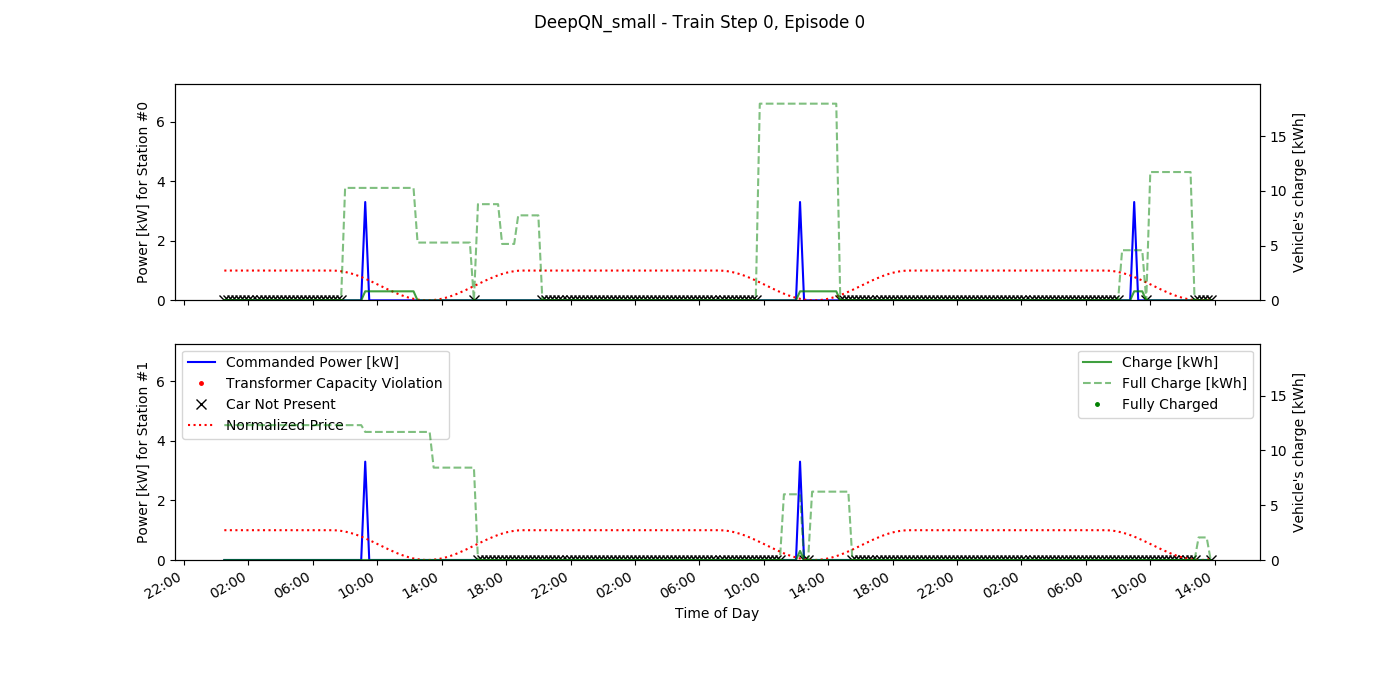 DeepQN_small - Train Step 0, Episode 0
Power [kW] for Station #0
6
4
2
0
15
10
5
0
Vehicle's charge [kWh]
Power [kW] for Station #1
6
4
2
0
Commanded Power [kW]
Transformer Capacity Violation
Car Not Present
Normalized Price
Charge [kWh]
Full Charge [kWh]
Fully Charged
15
10
5
0
Vehicle's charge [kWh]
22:00 02:00 06:00 10:00 14:00 18:00 22:00 02:00 06:00 10:00 14:00 18:00 22:00 02:00 06:00 10:00 14:00
Time of Day